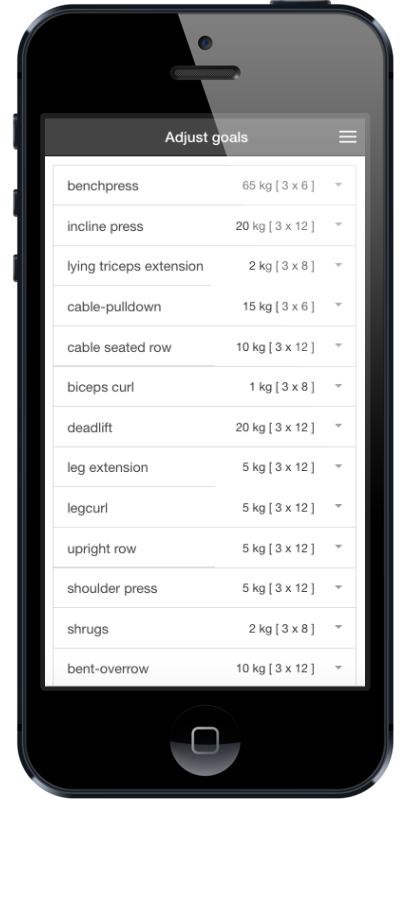 Adjust goals
benchpress 65 kg [ 3 x 6 ]
incline press 20 kg [ 3 x 12 ]
lying triceps extension 2 kg [ 3 x 8 ]
cable-pulldown 15 kg [ 3 x 6 ]
cable seated row 10 kg [ 3 x 12 ]
biceps curl 1 kg [ 3 x 8 ]
deadlift 20 kg [ 3 x 12 ]
leg extension 5 kg [ 3 x 12 ]
legcurl 5 kg [ 3 x 12 ]
upright row 5 kg [ 3 x 12 ]
shoulder press 5 kg [ 3 x 12 ]
shrugs 2 kg [ 3 x 8 ]
bent-overrow 10 kg [ 3 x 12 ]